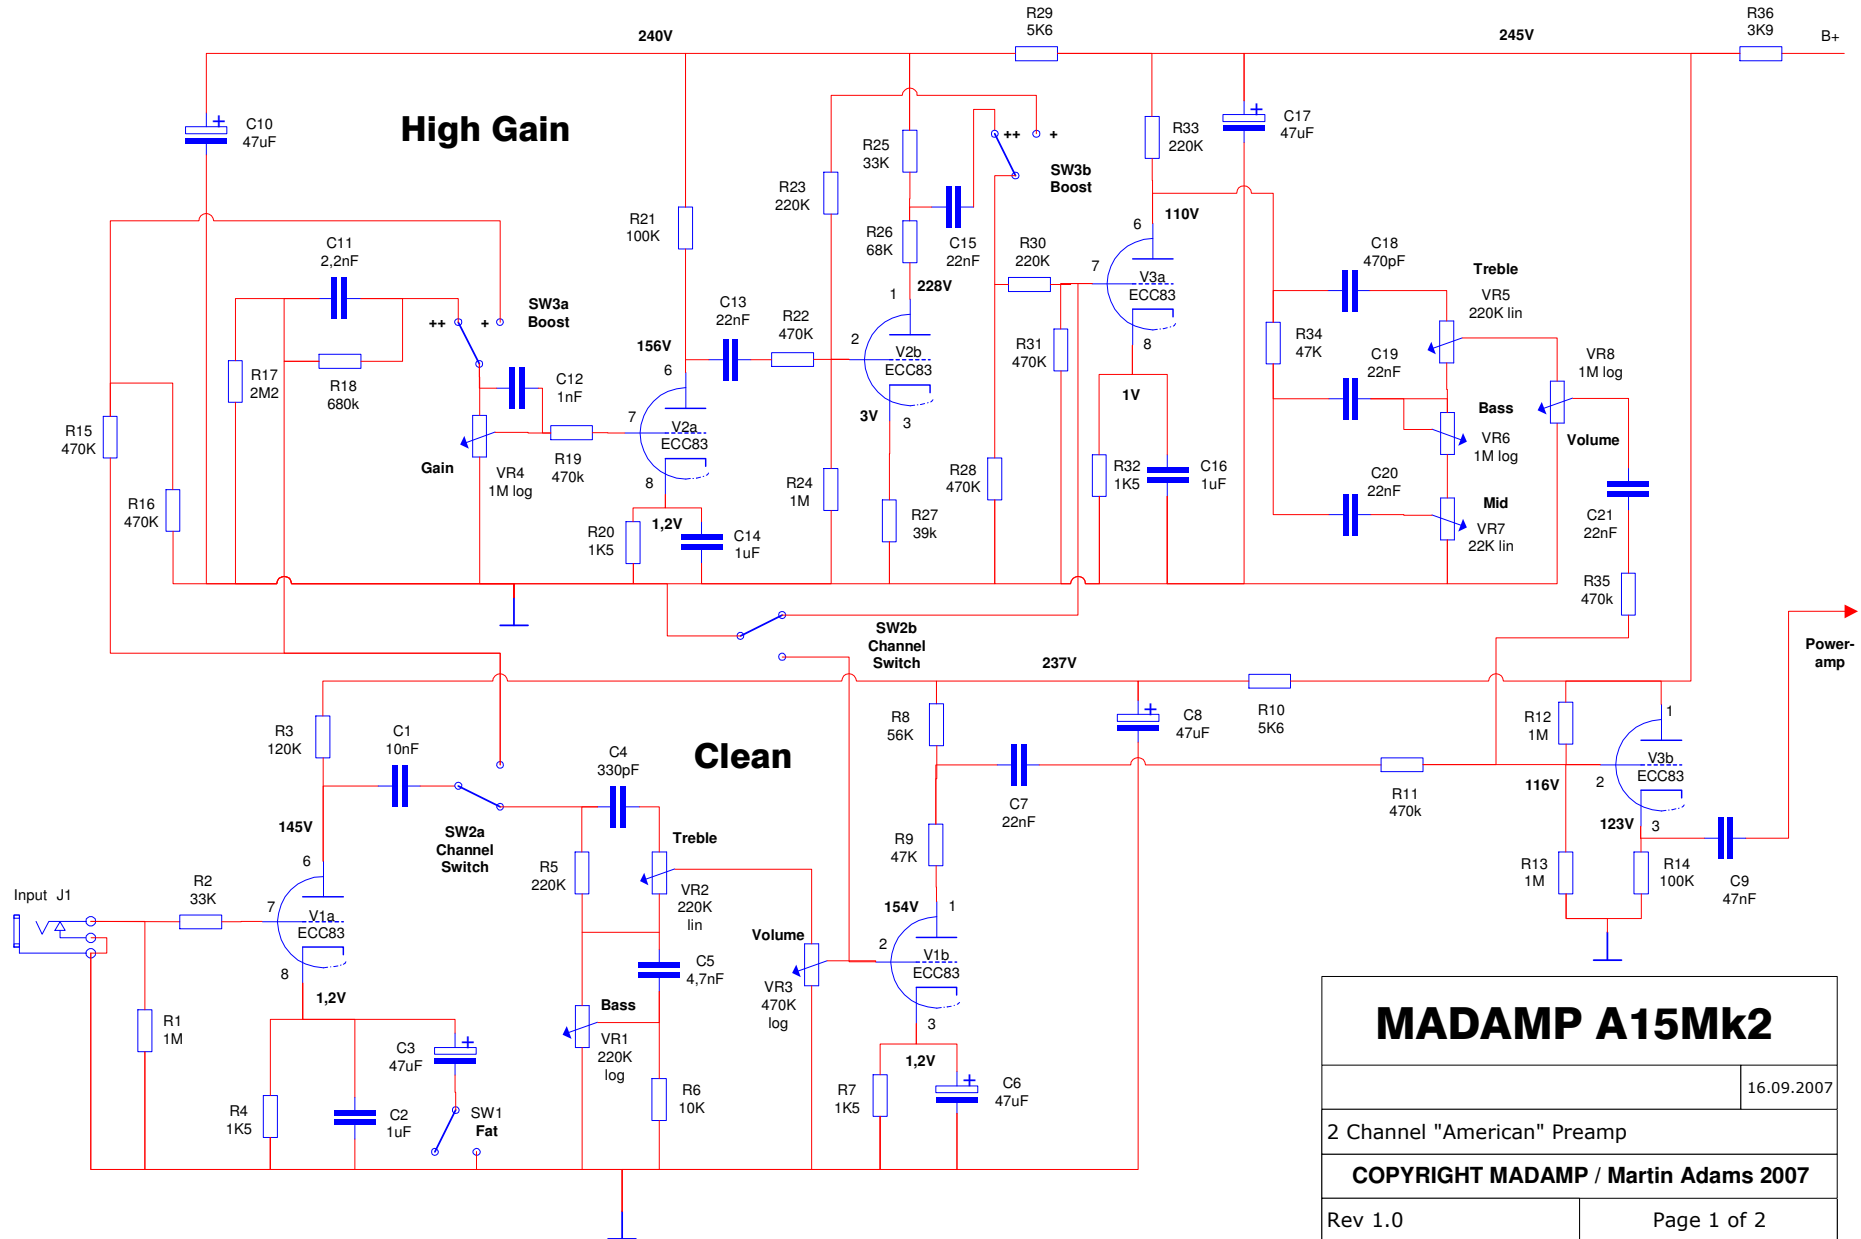 R29
5K6
R36
3K9
240V
245V
B+
High Gain
C10
47uF
R25
33K
++
+
SW3b
Boost
R33
220K
C17
47uF
R23
220K
R21
100K
R26
68K
C15
22nF
R30
220K
110V
6
C11
2,2nF
C18
470pF
Treble
VR5
220K lin
7
V3a
ECC83
8
228V
1
SW3a
Boost
++
+
C13
22nF
R22
470K
156V
6
2
V2b
ECC83
3V
3
R31
470K
R34
47K
C19
22nF
VR8
1M log
Volume
R17
2M2
R18
680k
C12
1nF
1V
Bass
VR6
1M log
R15
470K
7
V2a
ECC83
8
Gain
VR4
1M log
R19
470k
R24
1M
R28
470K
R32
1K5
C16
1uF
C20
22nF
Mid
VR7
22K lin
R16
470K
R20
1K5
1,2V
C14
1uF
R27
39k
C21
22nF
R35
470k
SW2b
Channel
Switch
237V
Power-
amp
R3
120K
C1
10nF
Clean
C4
330pF
R8
56K
C8
47uF
R10
5K6
R12
1M
1
V3b
ECC83
2
116V
123V
3
145V
6
SW2a
Channel
Switch
Treble
C7
22nF
R11
470k
R9
47K
R5
220K
VR2
220K
lin
R13
1M
R14
100K
C9
47nF
Input J1
R2
33K
7
V1a
ECC83
8
154V
1
2
V1b
ECC83
3
Volume
VR3
470K
log
C5
4,7nF
1,2V
Bass
VR1
220K
log
R1
1M
C3
47uF
1,2V
R7
1K5
C6
47uF
R6
10K
R4
1K5
C2
1uF
SW1
Fat
MADAMP A15Mk2
16.09.2007
2 Channel "American" Preamp
COPYRIGHT MADAMP / Martin Adams 2007
Rev 1.0
Page 1 of 2